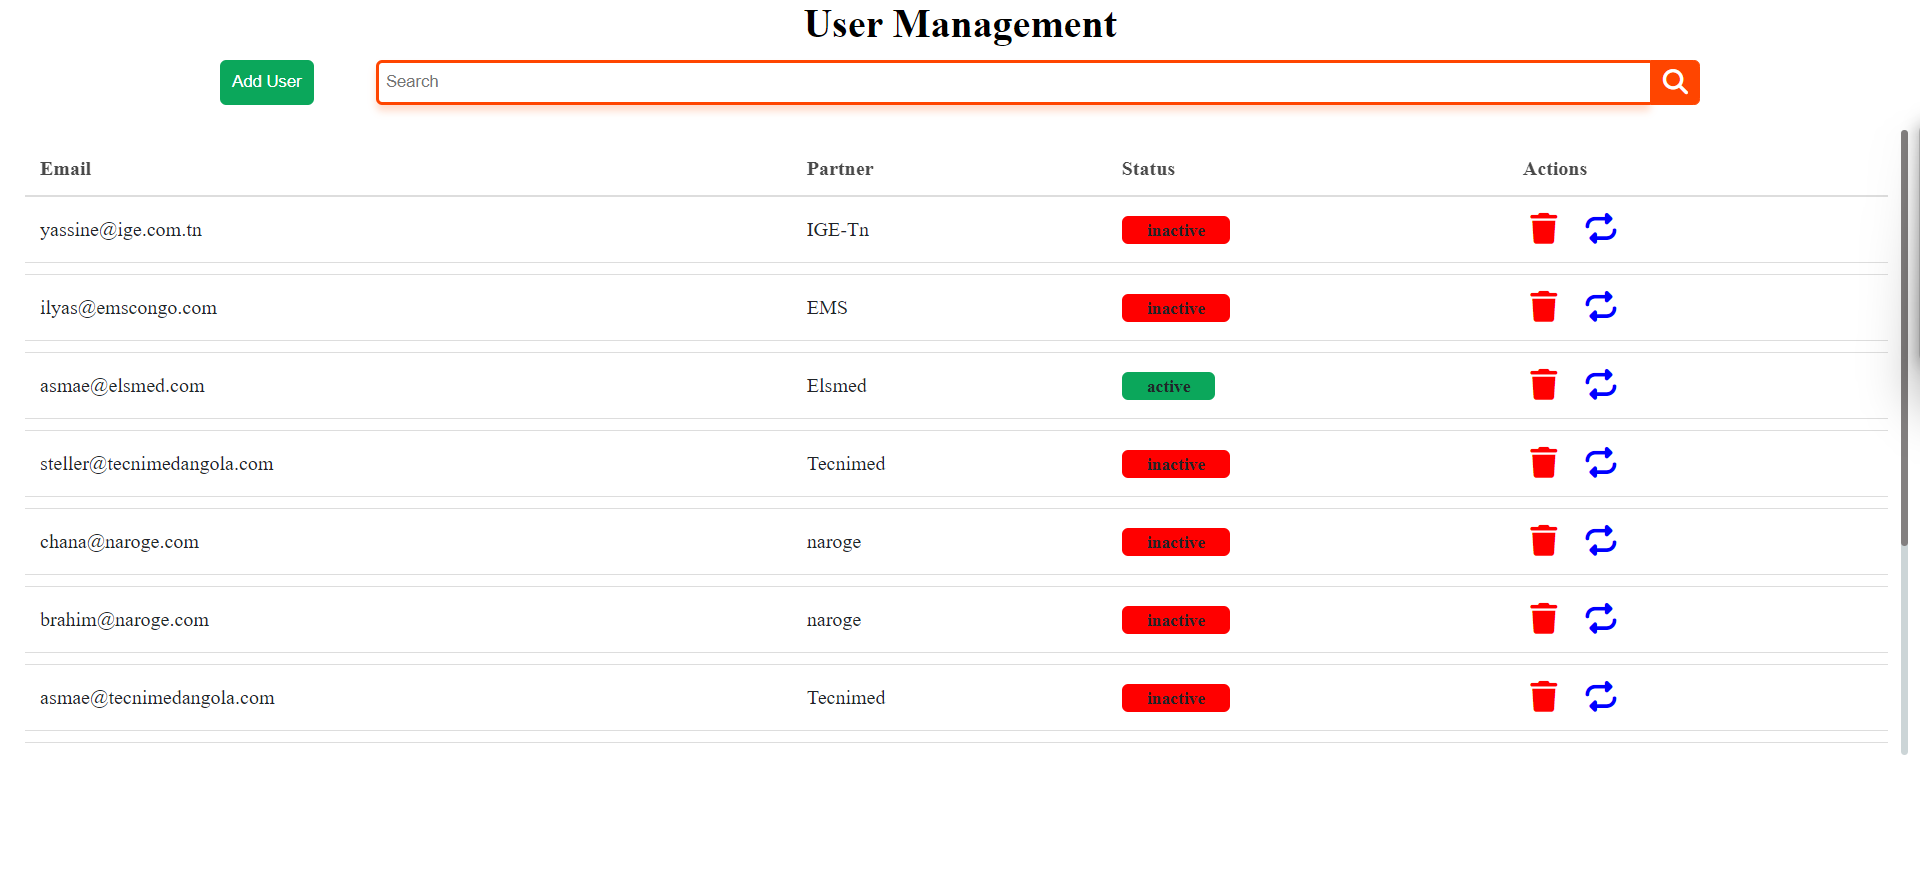 User Management
Add User
Search
Email Partner Status Actions
yassine@ige.com.tn IGE-Tn inactive
ilyas@emscongo.com EMS inactive
asmae@elsmed.com Elsmed active
steller@tecnimedangola.com Tecnimed inactive
chana@naroge.com naroge inactive
brahim@naroge.com naroge inactive
asmae@tecnimedangola.com Tecnimed inactive